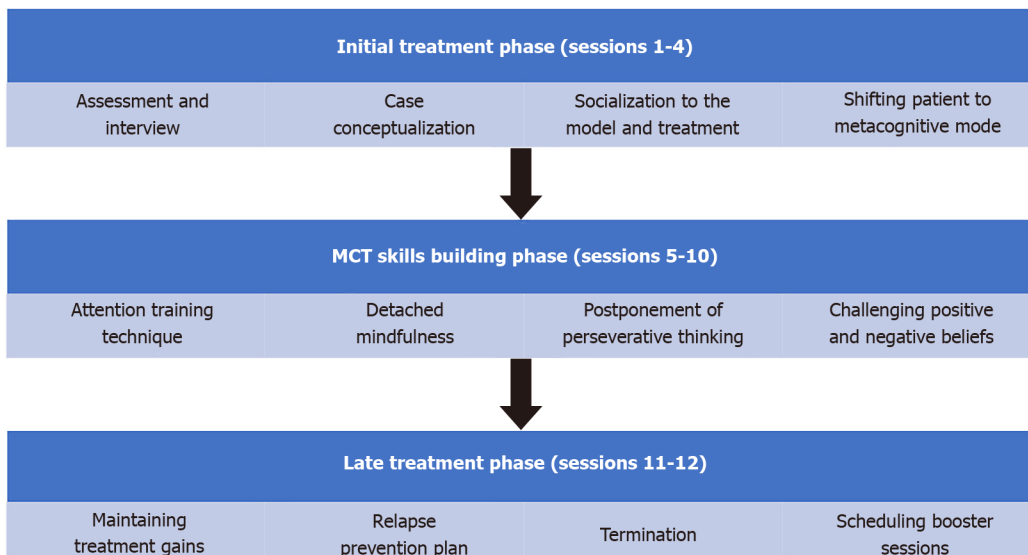 Initial treatment phase (sessions 1-4)
Assessment and
interview
Case
conceptualization
Socialization to the
model and treatment
Shifting patient to
metacognitive mode
MCT skills building phase (sessions 5-10)
Attention training
technique
Detached
mindfulness
Postponement of
perseverative thinking
Challenging positive
and negative beliefs
Late treatment phase (sessions 11-12)
Maintaining
treatment gains
Relapse
prevention plan
Termination
Scheduling booster
sessions